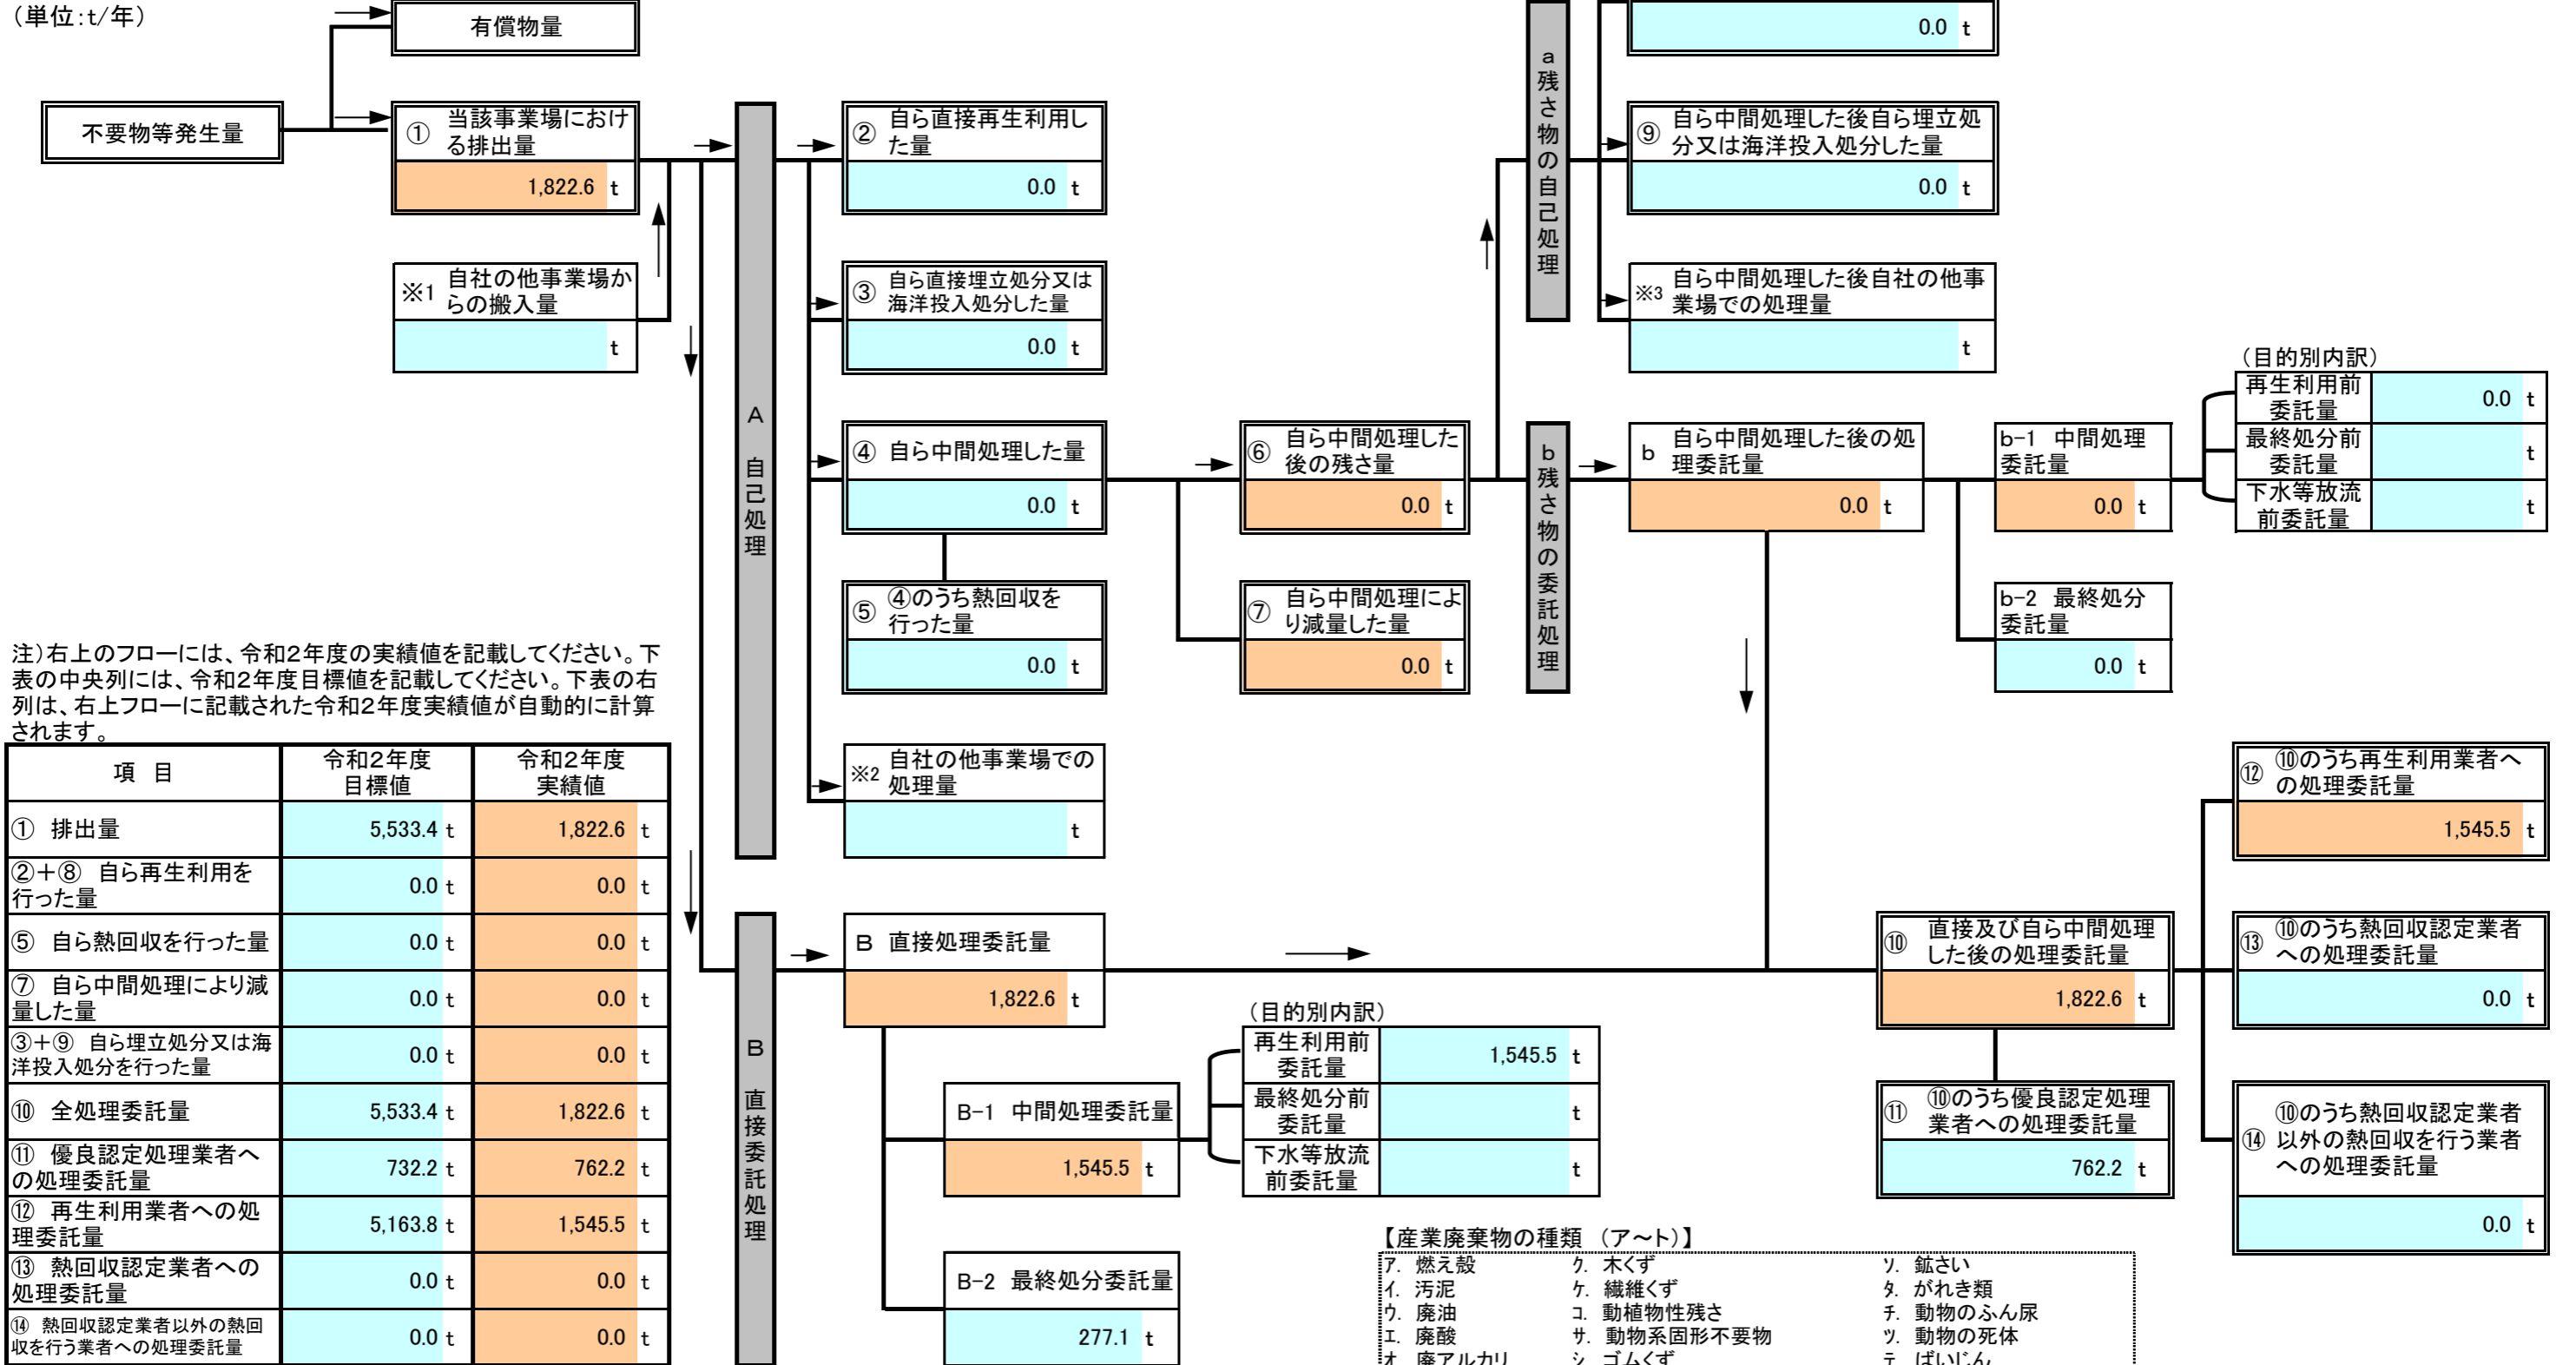 （単位：t/年）
有償物量
不要物等発生量
① 当該事業場におけ
る排出量
1,822.6 t
※1 自社の他事業場か
らの搬入量
t
A 自己処理
② 自ら直接再生利用し
た量
0.0 t
③ 自ら直接埋立処分又は
海洋投入処分した量
0.0 t
④ 自ら中間処理した量
0.0 t
⑤ ④のうち熱回収を
行った量
0.0 t
※2 自社の他事業場での
処理量
t
⑥ 自ら中間処理した
後の残さ量
0.0 t
⑦ 自ら中間処理によ
り減量した量
0.0 t
a 残さ物の自己処理
0.0 t
⑨ 自ら中間処理した後自ら埋立処
分又は海洋投入処分した量
0.0 t
※3 自ら中間処理した後自社の他事
業場での処理量
t
b 残さ物の委託処理
b 自ら中間処理した後の処
理委託量
0.0 t
b-1 中間処理
委託量
0.0 t
b-2 最終処分
委託量
0.0 t
（目的別内訳）
再生利用前
委託量
0.0 t
最終処分前
委託量
t
下水等放流
前委託量
t
注）右上のフローには、令和２年度の実績値を記載してください。下
表の中央列には、令和２年度目標値を記載してください。下表の右
列は、右上フローに記載された令和２年度実績値が自動的に計算
されます。
項 目 令和２年度
目標値 令和２年度
実績値
① 排出量 5,533.4 t 1,822.6 t
②＋⑧ 自ら再生利用を
行った量 0.0 t 0.0 t
⑤ 自ら熱回収を行った量 0.0 t 0.0 t
⑦ 自ら中間処理により減
量した量 0.0 t 0.0 t
③＋⑨ 自ら埋立処分又は海
洋投入処分を行った量 0.0 t 0.0 t
⑩ 全処理委託量 5,533.4 t 1,822.6 t
⑪ 優良認定処理業者へ
の処理委託量 732.2 t 762.2 t
⑫ 再生利用業者への処
理委託量 5,163.8 t 1,545.5 t
⑬ 熱回収認定業者への
処理委託量 0.0 t 0.0 t
⑭ 熱回収認定業者以外の熱回
収を行う業者への処理委託量 0.0 t 0.0 t
B 直接委託処理
B 直接処理委託量
1,822.6 t
B-1 中間処理委託量
1,545.5 t
B-2 最終処分委託量
277.1 t
（目的別内訳）
再生利用前
委託量
1,545.5 t
最終処分前
委託量
t
下水等放流
前委託量
t
⑩ 直接及び自ら中間処理
した後の処理委託量
1,822.6 t
⑪ ⑩のうち優良認定処理
業者への処理委託量
762.2 t
⑫ ⑩のうち再生利用業者へ
の処理委託量
1,545.5 t
⑬ ⑩のうち熱回収認定業者
への処理委託量
0.0 t
⑭ ⑩のうち熱回収認定業者
以外の熱回収を行う業者
への処理委託量
0.0 t
【産業廃棄物の種類 （ア～ト）】
ア. 燃え殻 ク. 木くず ソ. 鉱さい
イ. 汚泥 ケ. 繊維くず タ. がれき類
ウ. 廃油 コ. 動植物性残さ チ. 動物のふん尿
エ. 廃酸 サ. 動物系固形不要物 ツ. 動物の死体
オ. 廃アルカリ シ. ゴムくず テ. ばいじん